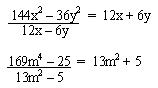 144x² – 36y²
12x – 6y
= 12x + 6y
169m⁴ – 25
13m² – 5
= 13m² + 5